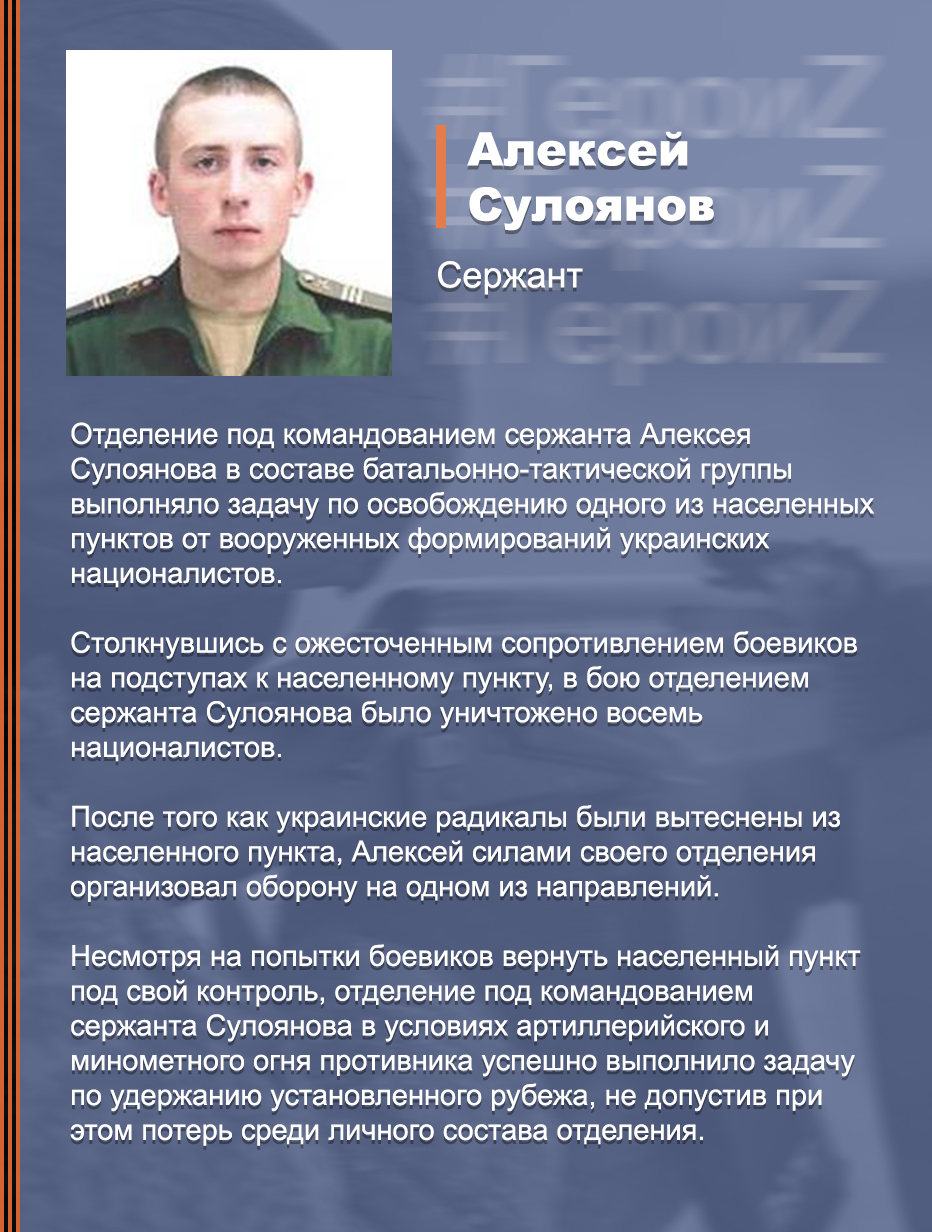 #ГероиZ
Алексей
#ГероиZ
Сулоянов
Сержант
#ГероиZ
Отделение под командованием сержанта Алексея
Сулоянова в составе батальонно-тактической группы
выполняло задачу по освобождению одного из населенных
пунктов от вооруженных формирований украинских
националистов.
Столкнувшись с ожесточенным сопротивлением боевиков
на подступах к населенному пункту, в бою отделением
сержанта Сулоянова было уничтожено восемь
националистов.
После того как украинские радикалы были вытеснены из
населенного пункта, Алексей силами своего отделения
организовал оборону на одном из направлений.
Несмотря на попытки боевиков вернуть населенный пункт
под свой контроль, отделение под командованием
сержанта Сулоянова в условиях артиллерийского и
минометного огня противника успешно выполнило задачу
по удержанию установленного рубежа, не допустив при
этом потерь среди личного состава отделения.